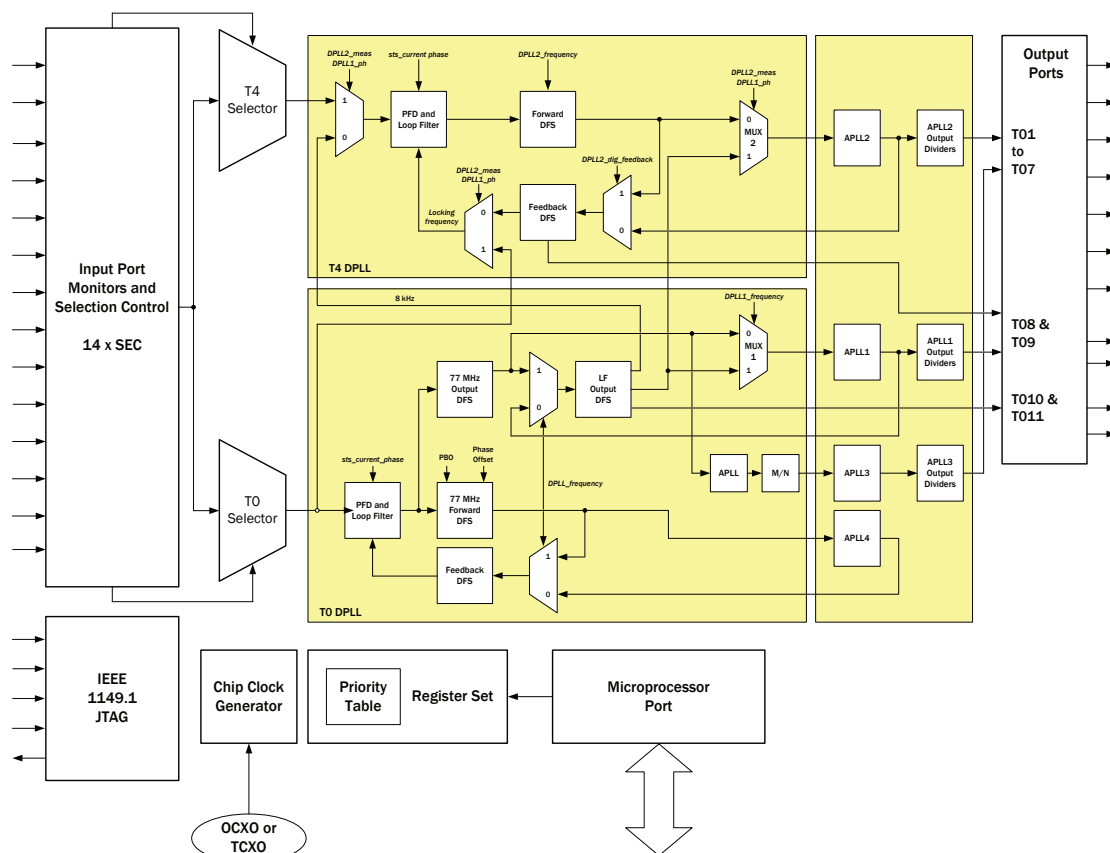 T4
Selector
DPLL2_meas
DPLL1_ph
1
0
sts_current phase
PFD and
Loop Filter
DPLL2_frequency
Forward
DFS
DPLL2_meas
DPLL1_ph
0
MUX
2
1
DPLL2_dig_feedback
1
0
Feedback
DFS
DPLL2_meas
DPLL1_ph
0
1
Locking
frequency
T4 DPLL
APLL2
APLL2
Output
Dividers
Output
Ports
T01
to
T07
T08 &
T09
T010 &
T011
Input Port
Monitors and
Selection Control
14 x SEC
8 kHz
DPLL1_frequency
0
MUX
1
1
77 MHz
Output
DFS
1
0
LF
Output
DFS
APLL1
APLL1
Output
Dividers
T0
Selector
sts_current_phase
PFD and
Loop Filter
PBO
Phase
Offset
77 MHz
Forward
DFS
DPLL_frequency
APLL
M/N
APLL3
APLL3
Output
Dividers
Feedback
DFS
1
0
APLL4
T0 DPLL
IEEE
1149.1
JTAG
Chip Clock
Generator
Priority
Table
Register Set
Microprocessor
Port
OCXO or
TCXO